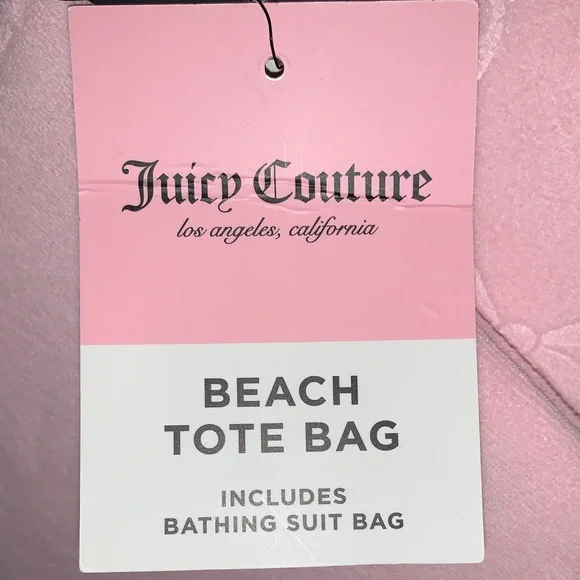 Juicy Couture
los angeles, california
BEACH
TOTE BAG
INCLUDES
BATHING SUIT BAG